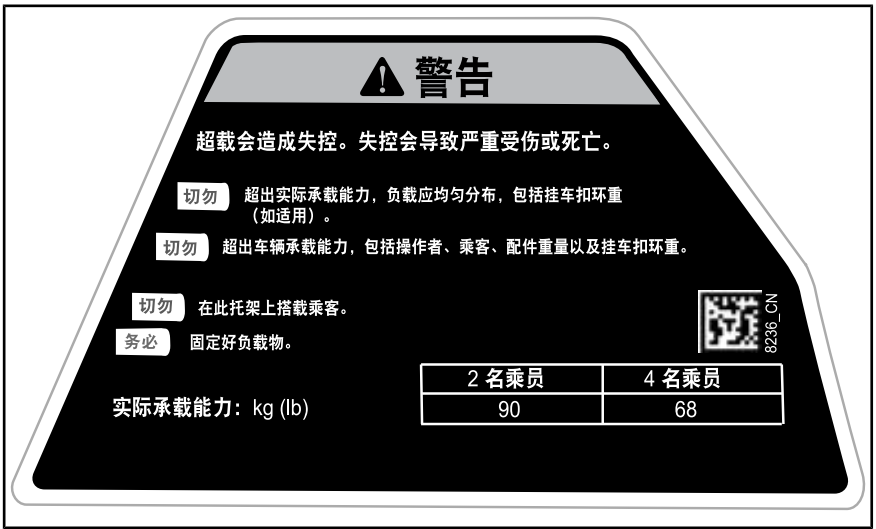 警告
超载会造成失控。失控会导致严重受伤或死亡。
切勿 超出实际承载能力，负载应均匀分布，包括挂车扣环重
（如适用）。
切勿 超出车辆承载能力，包括操作者、乘客、配件重量以及挂车扣环重。
切勿 在此托架上搭载乘客。
务必 固定好负载物。
8236_CN
2 名乘员 4 名乘员
实际承载能力：kg (lb) 90 68